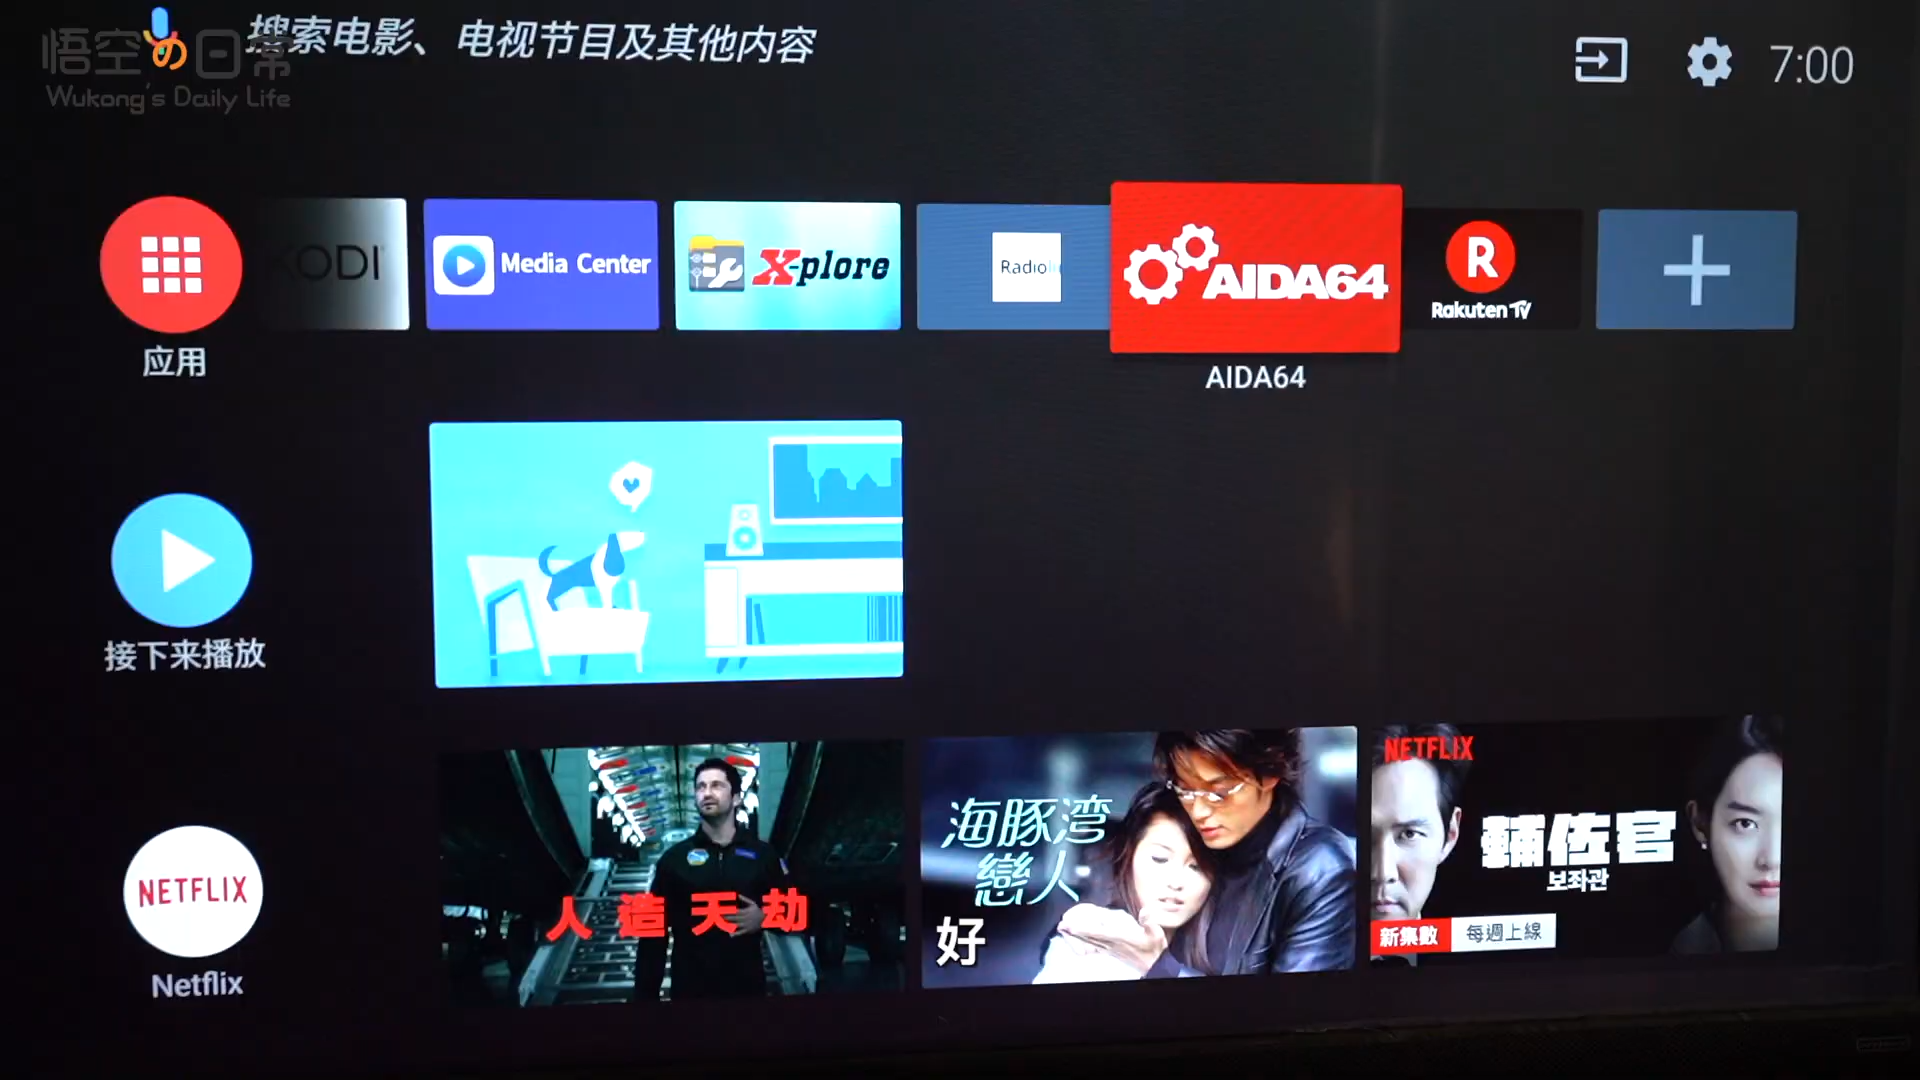 悟空の日常
Wukong's Daily Life
搜索电影、电视节目及其他内容
7:00
KODI
Media Center
X-plore
Radio
AIDA64
R
Rakuten TV
应用
AIDA64
接下来播放
NETFLIX
Netflix
人造天劫
海豚湾
戀人
好
NETFLIX
輔佐官
보좌관
新集數
每週上線